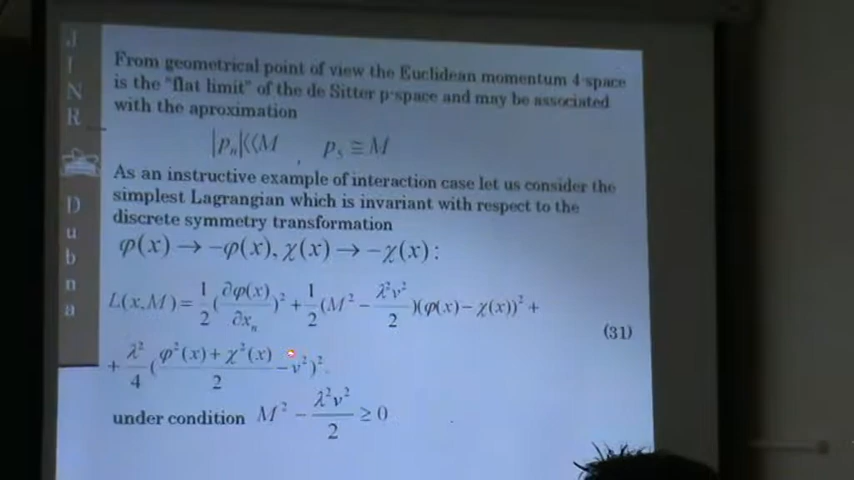 JINR Dubna
From geometrical point of view the Euclidean momentum 4-space
is the "flat limit" of the de Sitter p-space and may be associated
with the aproximation
|pₙ|<<M , p₅ ≅ M
As an instructive example of interaction case let us consider the
simplest Lagrangian which is invariant with respect to the
discrete symmetry transformation
φ(x) → −φ(x), χ(x) → −χ(x) :
L(x,M) = 1/2 (∂φ(x)/∂xₙ)² + 1/2 (M² − λ²v²/2)(φ(x) − χ(x))² +
(31)
+ λ²/4 (φ²(x) + χ²(x)/2 − v²)².
under condition M² − λ²v²/2 ≥ 0